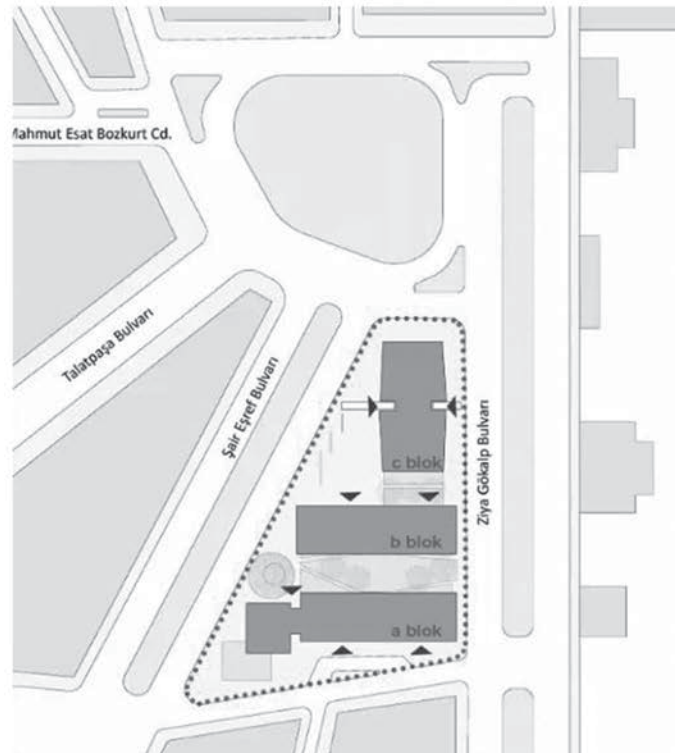 Mahmut Esat Bozkurt Cd.
Talatpaşa Bulvarı
Şair Eşref Bulvarı
Ziya Gökalp Bulvarı
c blok
b blok
a blok